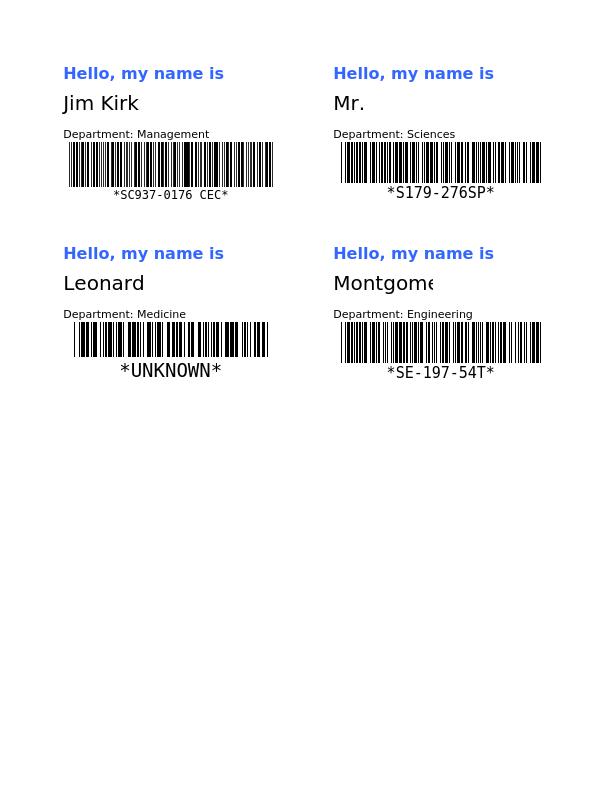 Hello, my name is
Jim Kirk
Department: Management
*SC937-0176 CEC*
Hello, my name is
Mr.
Department: Sciences
*S179-276SP*
Hello, my name is
Leonard
Department: Medicine
*UNKNOWN*
Hello, my name is
Montgome
Department: Engineering
*SE-197-54T*